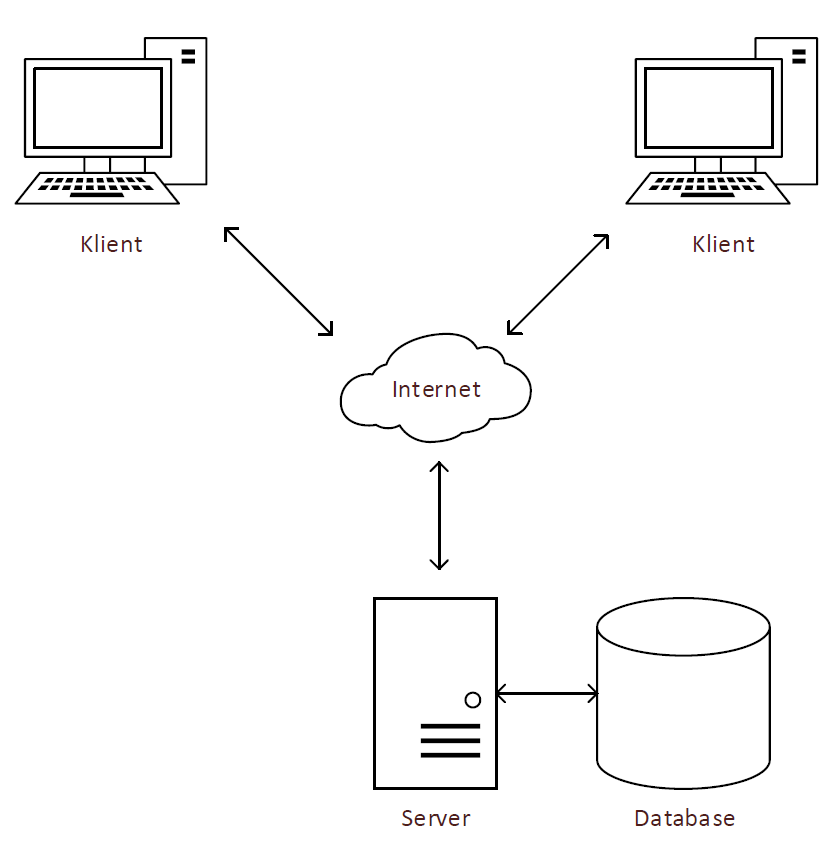 Klient
Klient
Internet
Server
Database